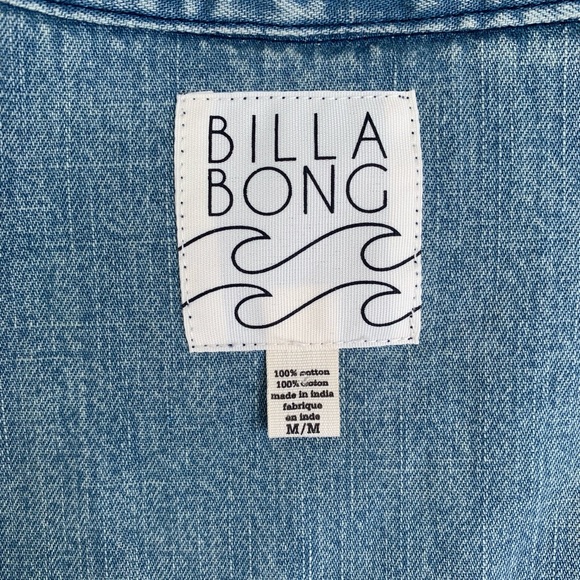 BILLA
BONG
100% cotton
100% coton
made in india
fabrique
en inde
M/M